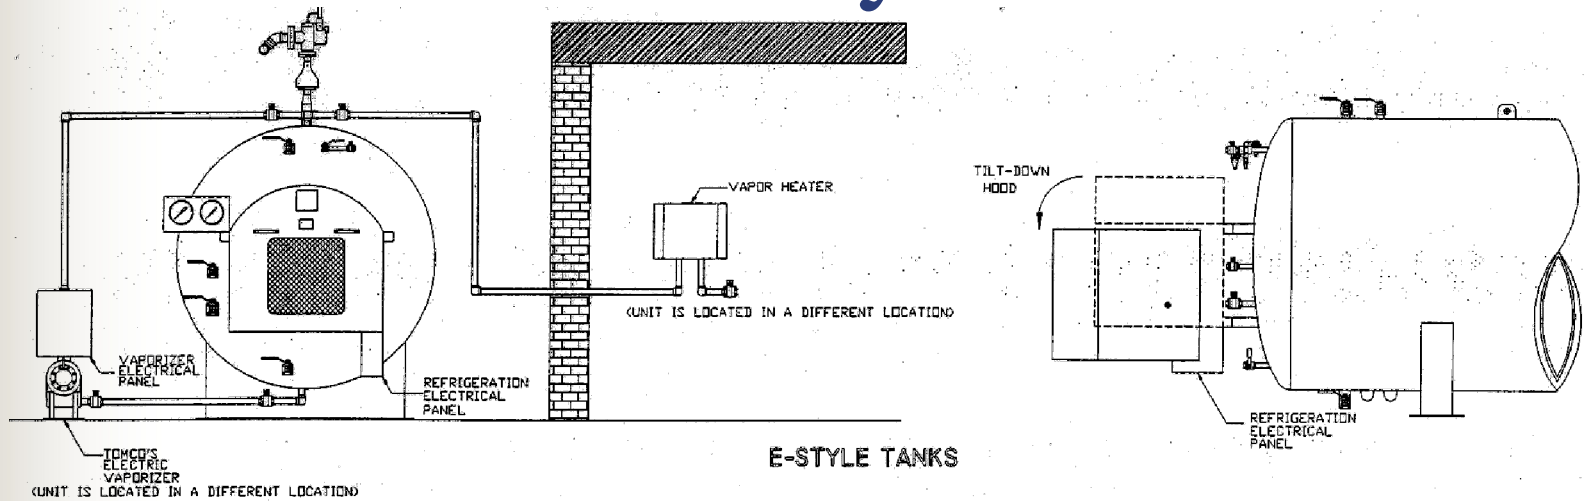 TILT-DOWN
HOOD
VAPOR HEATER
(UNIT IS LOCATED IN A DIFFERENT LOCATION)
VAPORIZER
ELECTRICAL
PANEL
REFRIGERATION
ELECTRICAL
PANEL
REFRIGERATION
ELECTRICAL
PANEL
E-STYLE TANKS
TOMCO'S
ELECTRIC
VAPORIZER
(UNIT IS LOCATED IN A DIFFERENT LOCATION)